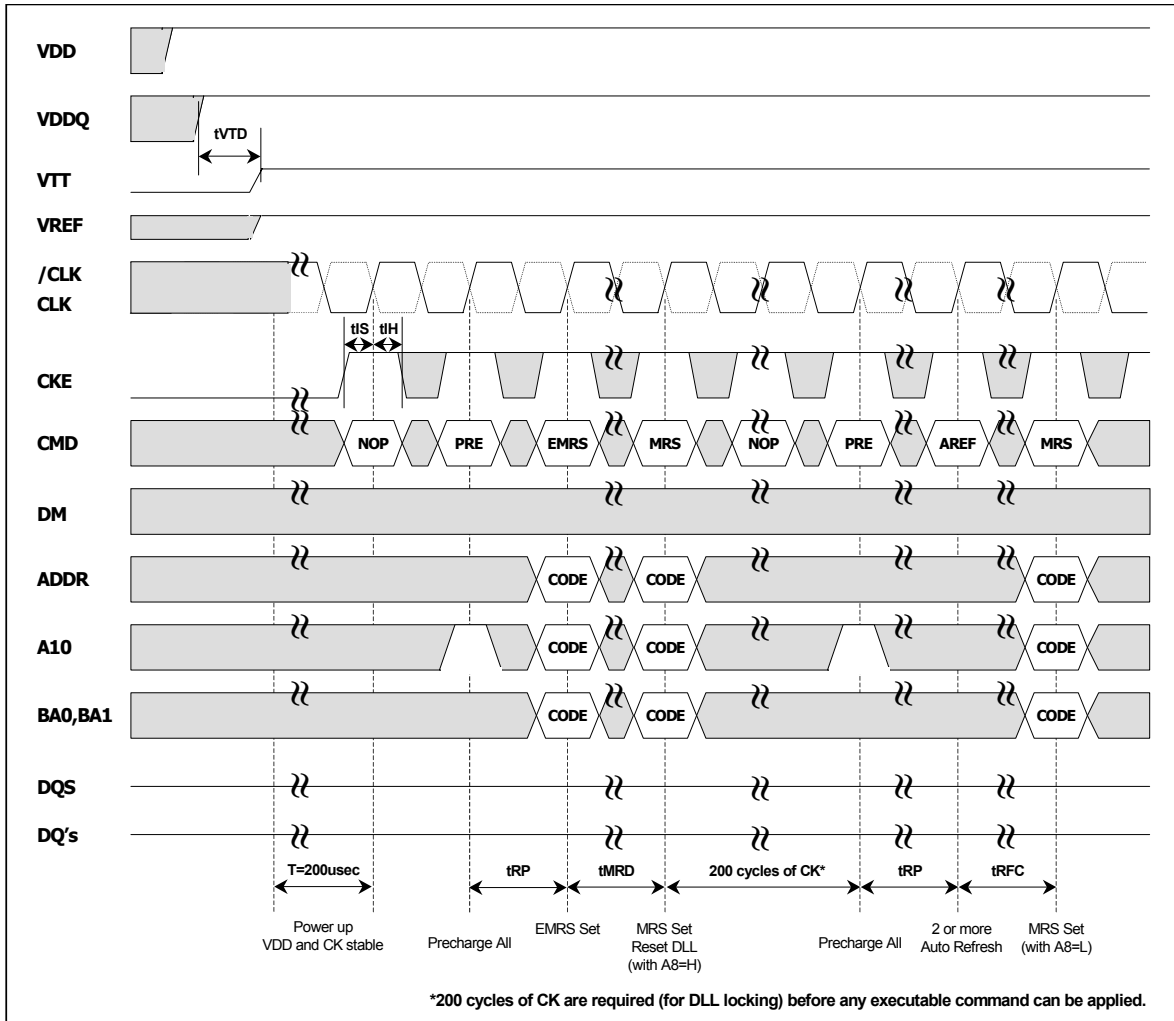 VDD
VDDQ
tVTD
VTT
VREF
/CLK
CLK
tIS tIH
CKE
CMD NOP PRE EMRS MRS NOP PRE AREF MRS
DM
ADDR CODE CODE CODE
A10 CODE CODE CODE
BA0,BA1 CODE CODE CODE
DQS
DQ's
T=200usec tRP tMRD 200 cycles of CK* tRP tRFC
Power up
VDD and CK stable
Precharge All
EMRS Set
MRS Set
Reset DLL
(with A8=H)
Precharge All
2 or more
Auto Refresh
MRS Set
(with A8=L)
*200 cycles of CK are required (for DLL locking) before any executable command can be applied.